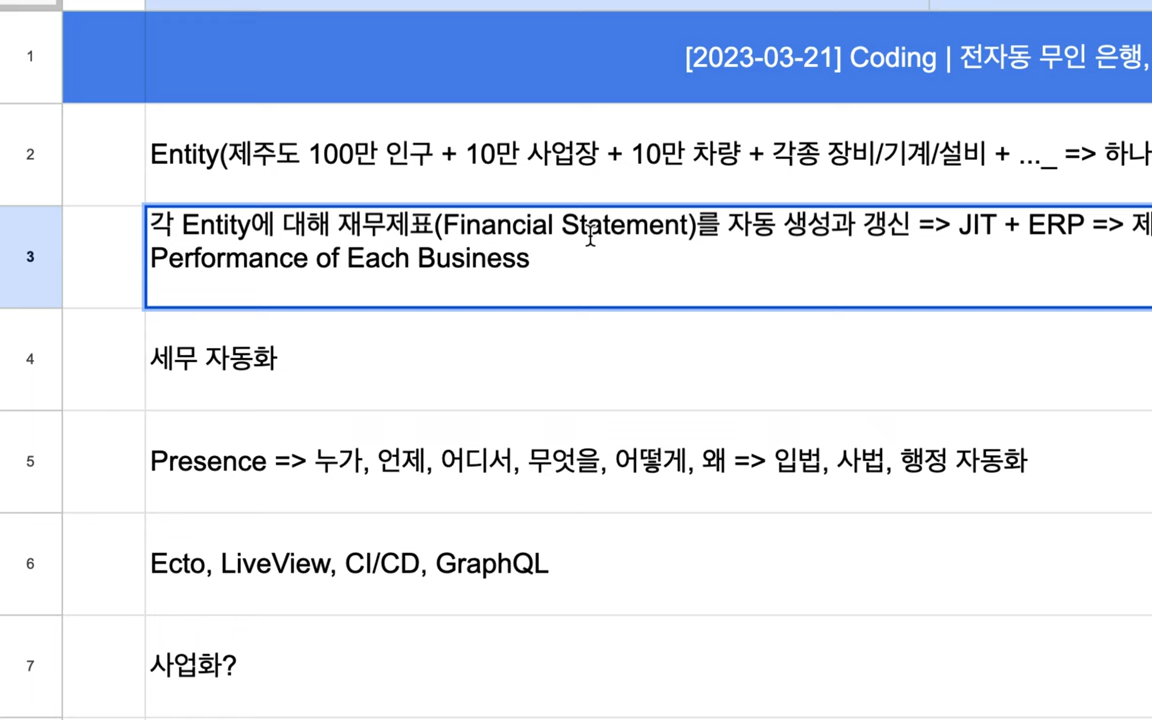 1
[2023-03-21] Coding | 전자동 무인 은행,
2
Entity(제주도 100만 인구 + 10만 사업장 + 10만 차량 + 각종 장비/기계/설비 + ..._ => 하나
3
각 Entity에 대해 재무제표(Financial Statement)를 자동 생성과 갱신 => JIT + ERP => 제
Performance of Each Business
4
세무 자동화
5
Presence => 누가, 언제, 어디서, 무엇을, 어떻게, 왜 => 입법, 사법, 행정 자동화
6
Ecto, LiveView, CI/CD, GraphQL
7
사업화?